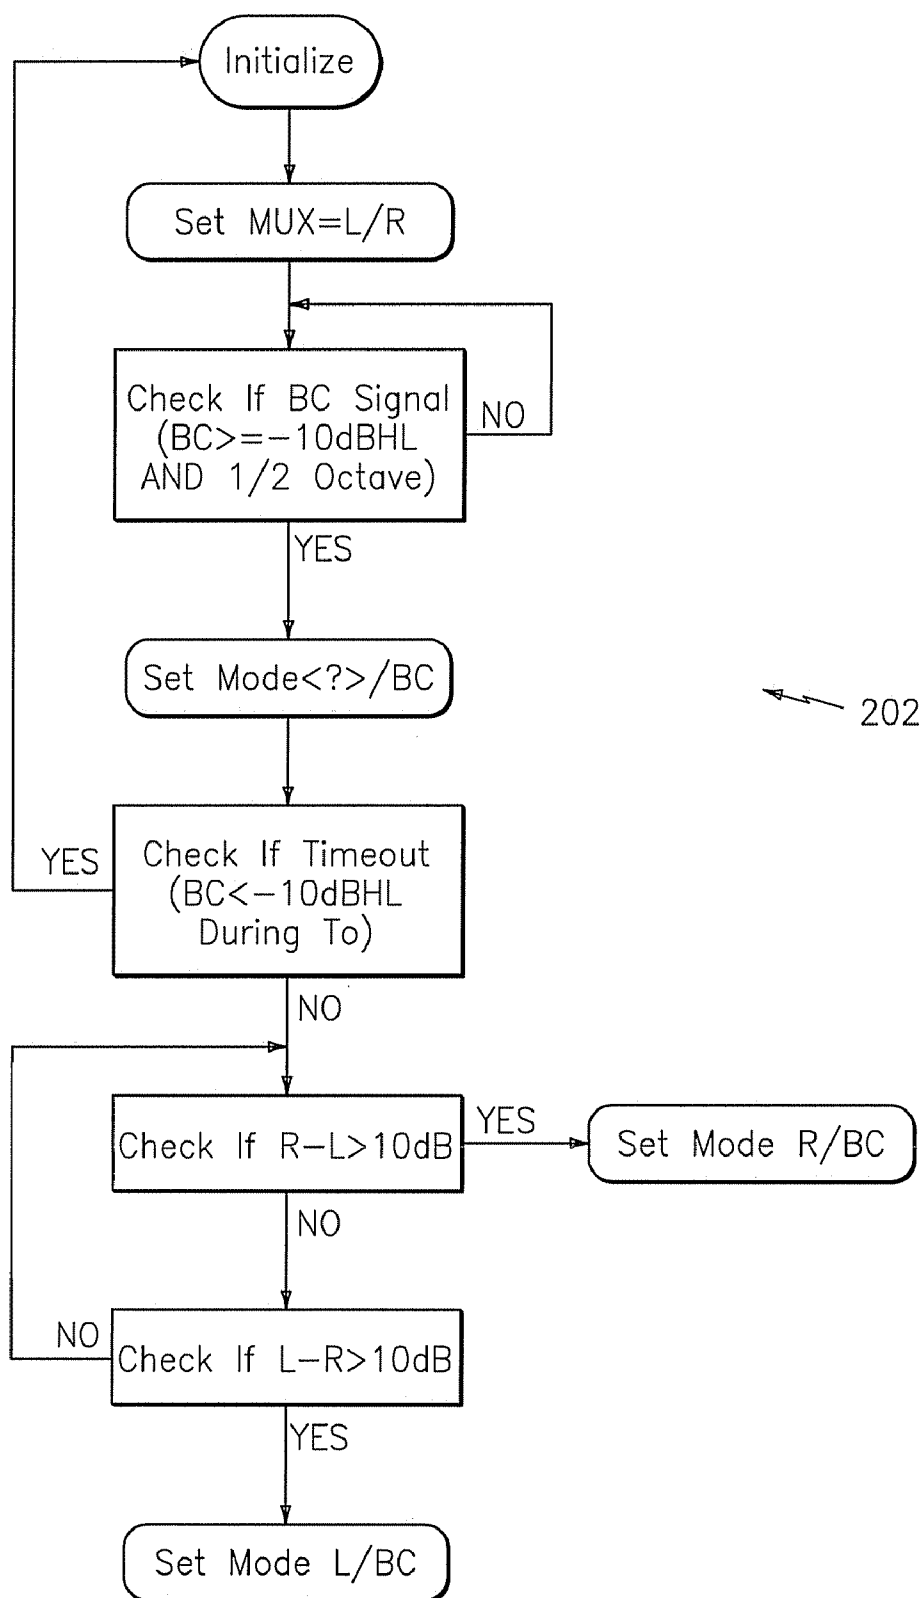 Initialize
Set MUX=L/R
Check If BC Signal
(BC>=-10dBHL
AND 1/2 Octave)
NO
YES
Set Mode<?>/BC
202
Check If Timeout
(BC<-10dBHL
During To)
YES
NO
Check If R-L>10dB
YES
Set Mode R/BC
NO
Check If L-R>10dB
NO
YES
Set Mode L/BC